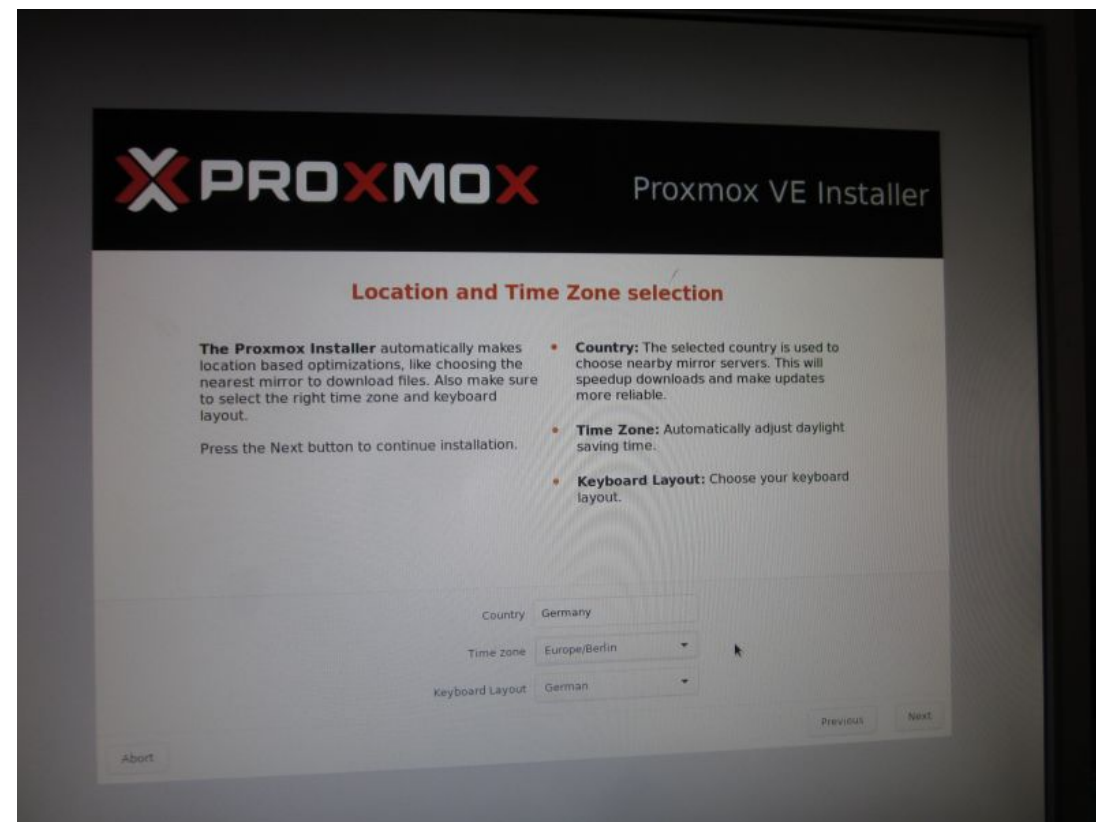 PROXMOX
Proxmox VE Installer
Location and Time Zone selection
The Proxmox Installer automatically makes
location based optimizations, like choosing the
nearest mirror to download files. Also make sure
to select the right time zone and keyboard
layout.
Press the Next button to continue installation.
• Country: The selected country is used to
choose nearby mirror servers. This will
speedup downloads and make updates
more reliable.
• Time Zone: Automatically adjust daylight
saving time.
• Keyboard Layout: Choose your keyboard
layout.
Country Germany
Time zone Europe/Berlin
Keyboard Layout German
Previous Next
Abort